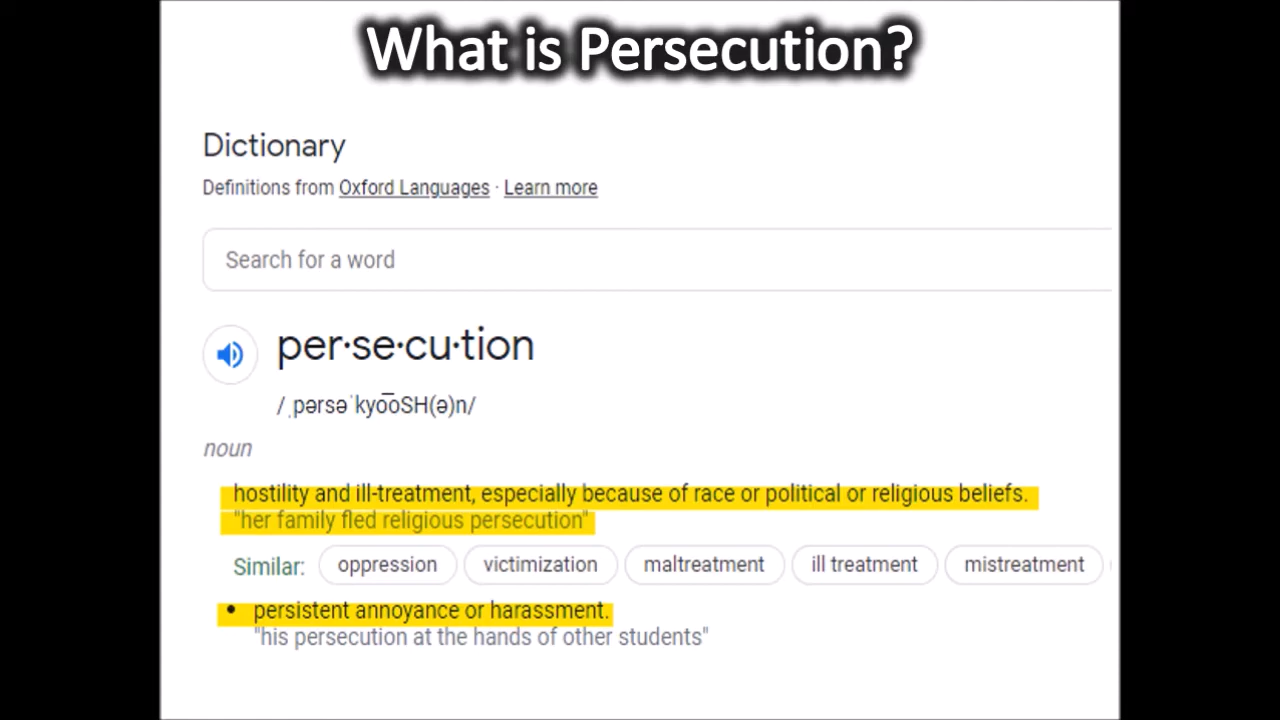 What is Persecution?
Dictionary
Definitions from Oxford Languages · Learn more
Search for a word
per·se·cu·tion
/ˌpərsəˈkyo͞oSH(ə)n/
noun
hostility and ill-treatment, especially because of race or political or religious beliefs.
"her family fled religious persecution"
Similar: oppression victimization maltreatment ill treatment mistreatment
• persistent annoyance or harassment.
"his persecution at the hands of other students"